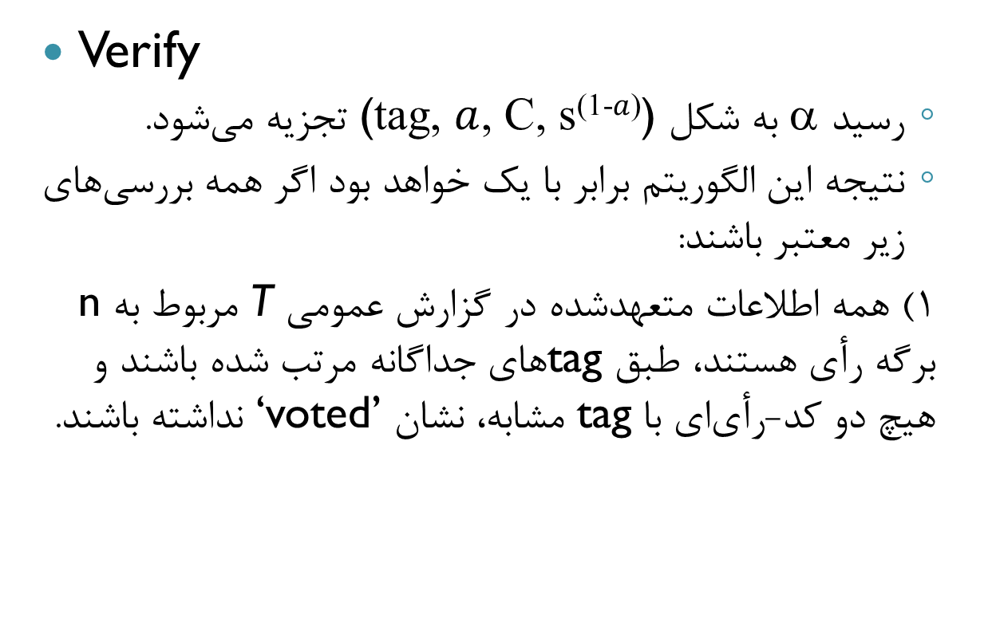 • Verify
◦ رسید α به شکل (tag, a, C, s^(1-a)) تجزیه می‌شود.
◦ نتیجه این الگوریتم برابر با یک خواهد بود اگر همه بررسی‌های
زیر معتبر باشند:
۱) همه اطلاعات متعهدشده در گزارش عمومی T مربوط به n
برگه رأی هستند، طبق tagهای جداگانه مرتب شده باشند و
هیچ دو کد-رأی‌ای با tag مشابه، نشان ‘voted’ نداشته باشند.